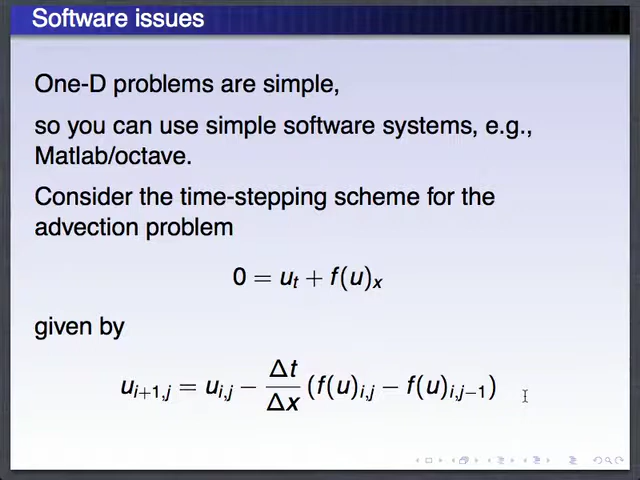 Software issues
One-D problems are simple,
so you can use simple software systems, e.g.,
Matlab/octave.
Consider the time-stepping scheme for the
advection problem
0 = u_t + f(u)_x
given by
u_{i+1,j} = u_{i,j} − \frac{Δt}{Δx} (f(u)_{i,j} − f(u)_{i,j−1})